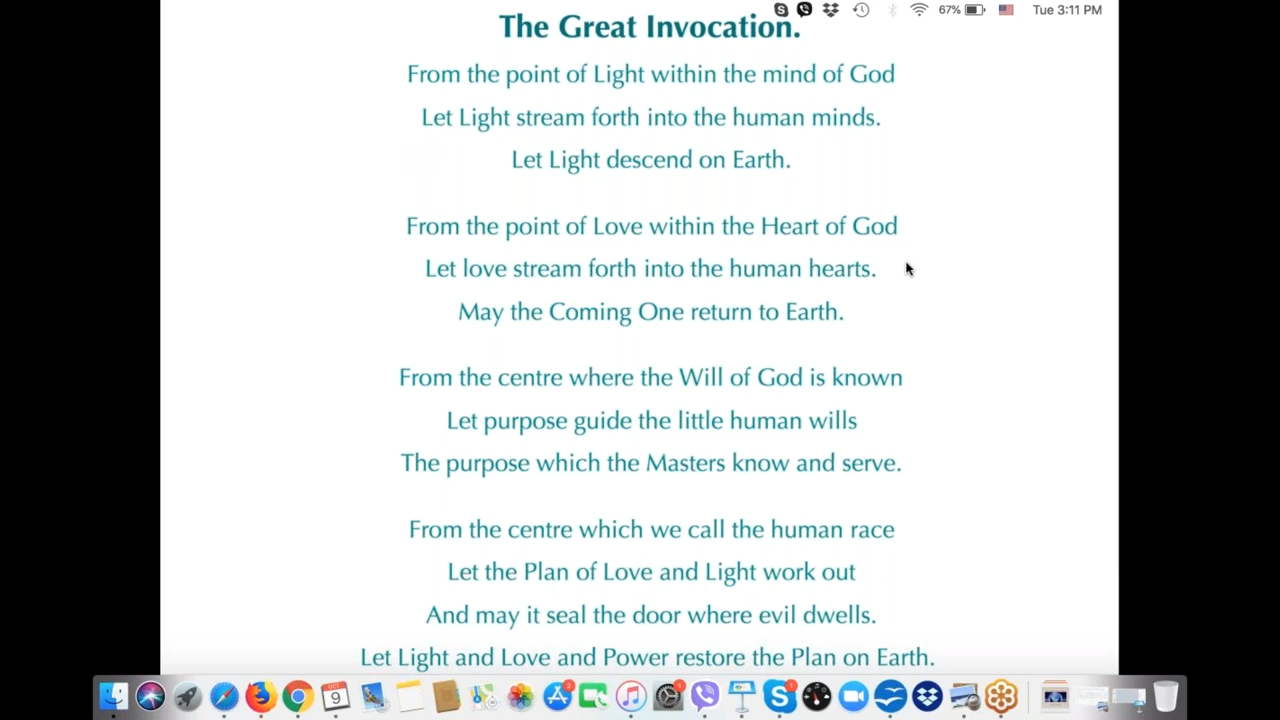 67% Tue 3:11 PM
The Great Invocation.
From the point of Light within the mind of God
Let Light stream forth into the human minds.
Let Light descend on Earth.
From the point of Love within the Heart of God
Let love stream forth into the human hearts.
May the Coming One return to Earth.
From the centre where the Will of God is known
Let purpose guide the little human wills
The purpose which the Masters know and serve.
From the centre which we call the human race
Let the Plan of Love and Light work out
And may it seal the door where evil dwells.
Let Light and Love and Power restore the Plan on Earth.
OCT
9